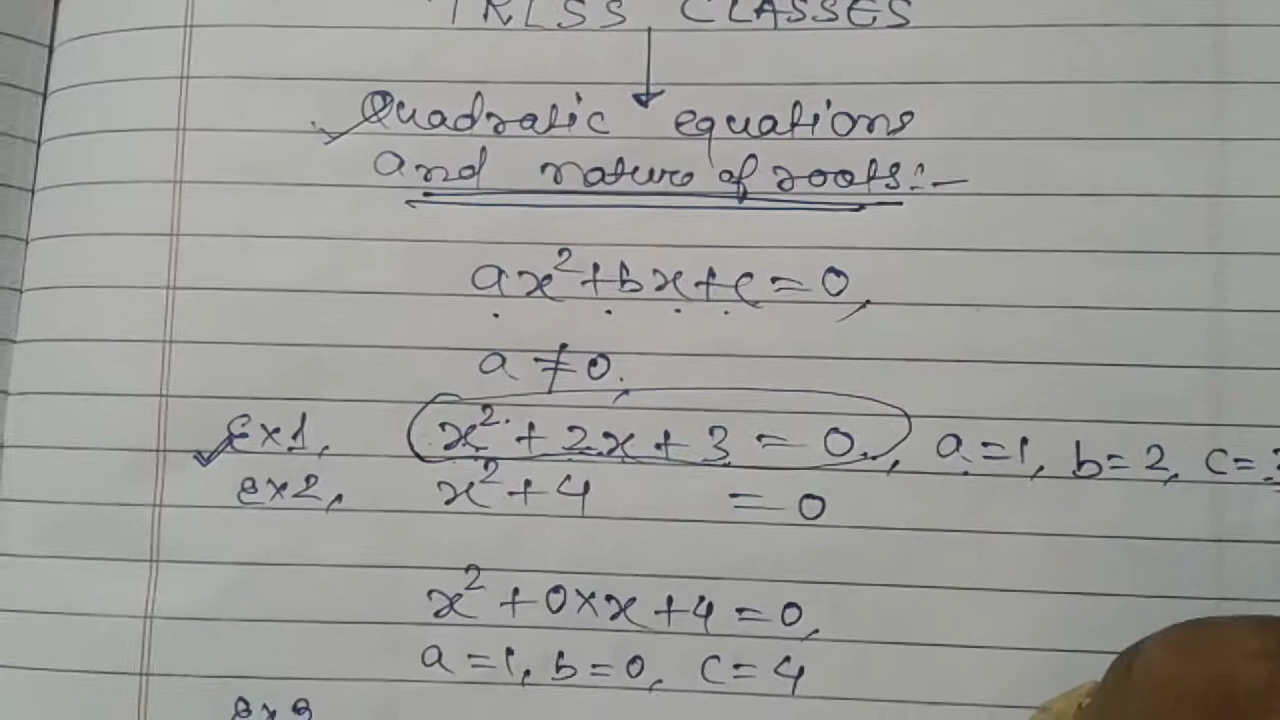 TRLSS CLASSES
Quadratic equations
and nature of roots:-
ax²+bx+c=0,
a ≠ 0.
Ex1, x²+2x+3=0, a=1, b=2, c=
ex2, x²+4 =0
x²+0×x+4=0,
a=1, b=0, c=4